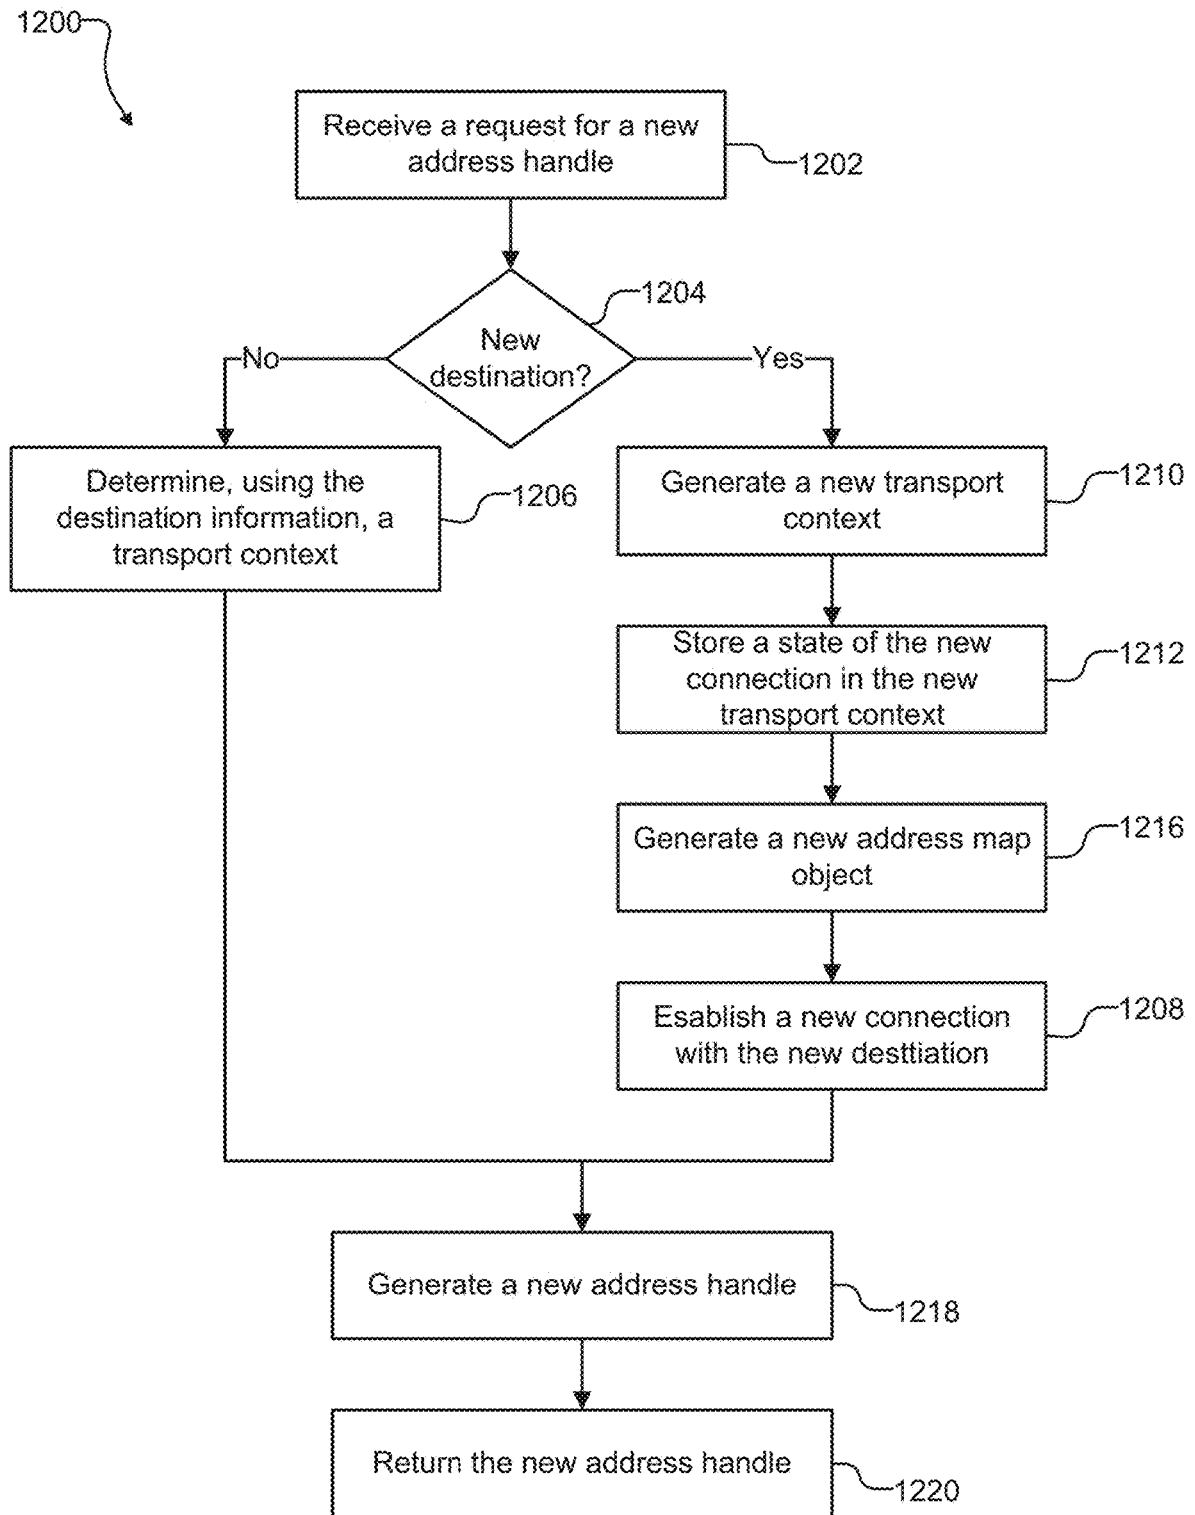 1200
Receive a request for a new
address handle
1202
1204
New
destination?
No
Yes
Determine, using the
destination information, a
transport context
1206
Generate a new transport
context
1210
Store a state of the new
connection in the new
transport context
1212
Generate a new address map
object
1216
Esablish a new connection
with the new desttiation
1208
Generate a new address handle
1218
Return the new address handle
1220